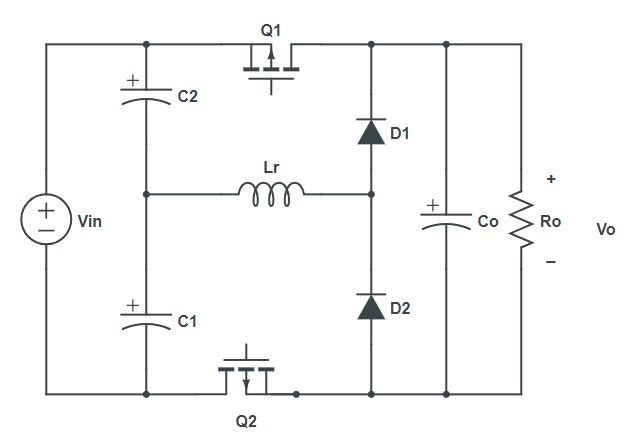 Q1
+
C2
D1
Lr
+
+
−
Vin
+
Co
Ro
Vo
−
+
C1
D2
Q2